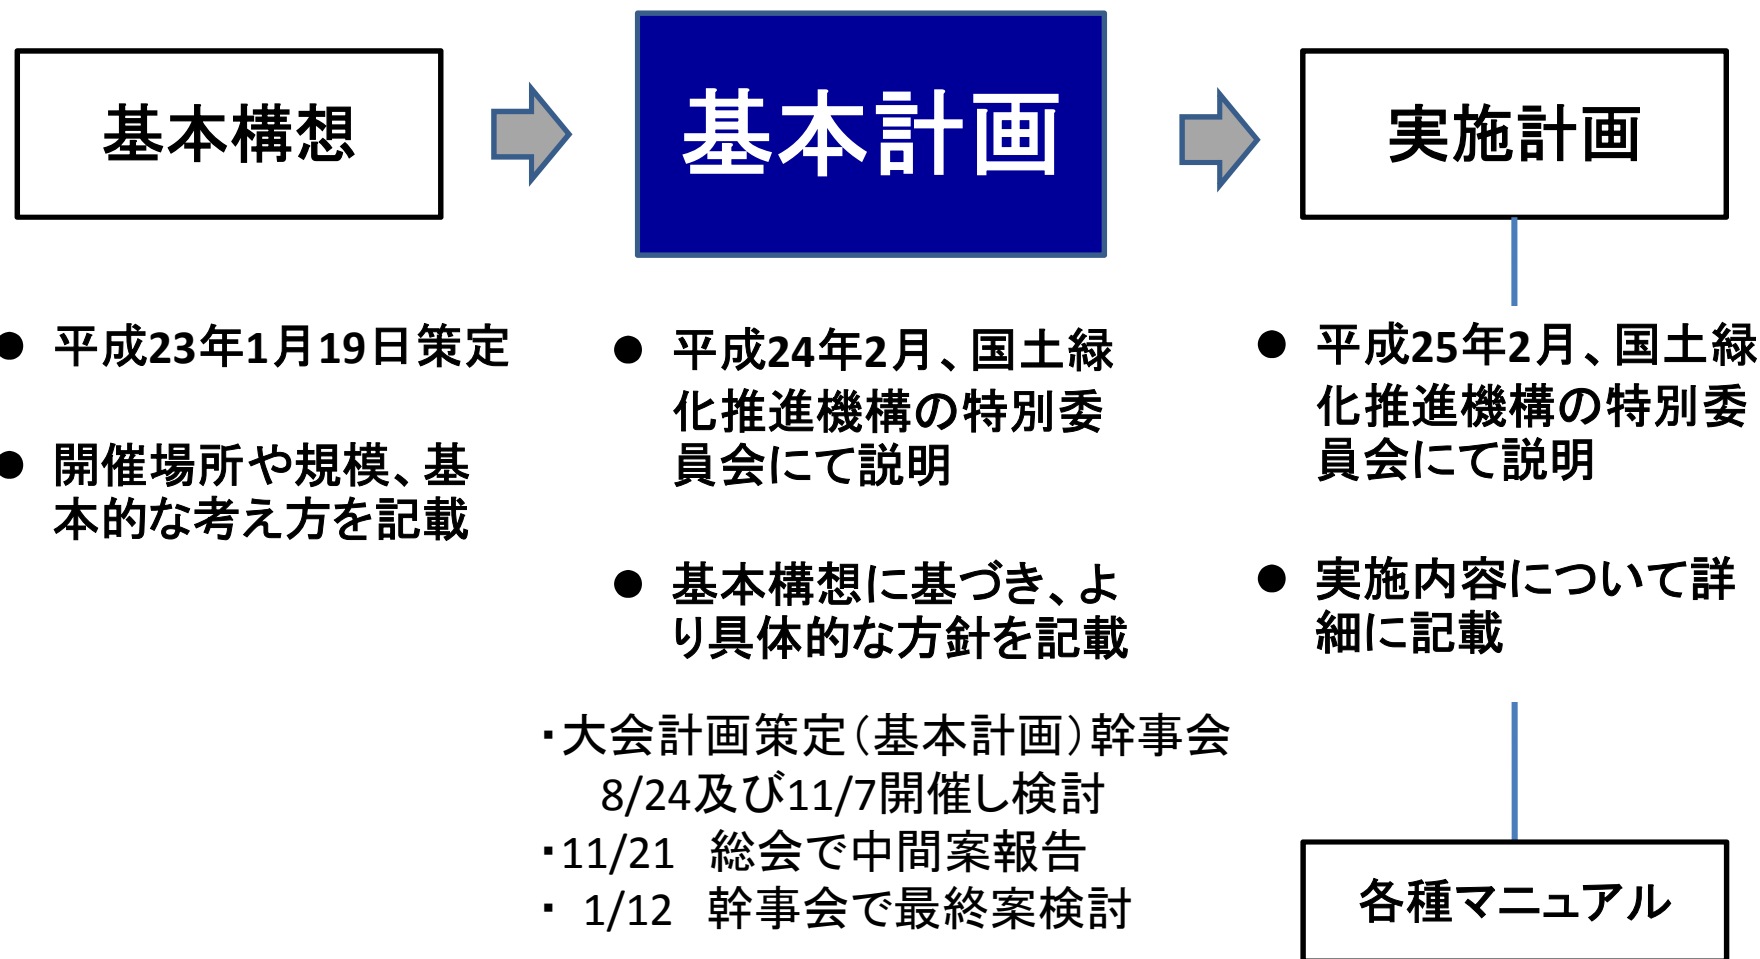 基本構想
基本計画
実施計画
● 平成23年1月19日策定
● 開催場所や規模、基
本的な考え方を記載
● 平成24年2月、国土緑
化推進機構の特別委
員会にて説明
● 基本構想に基づき、よ
り具体的な方針を記載
・大会計画策定（基本計画）幹事会
8/24及び11/7開催し検討
・11/21　総会で中間案報告
・ 1/12　幹事会で最終案検討
● 平成25年2月、国土緑
化推進機構の特別委
員会にて説明
● 実施内容について詳
細に記載
各種マニュアル